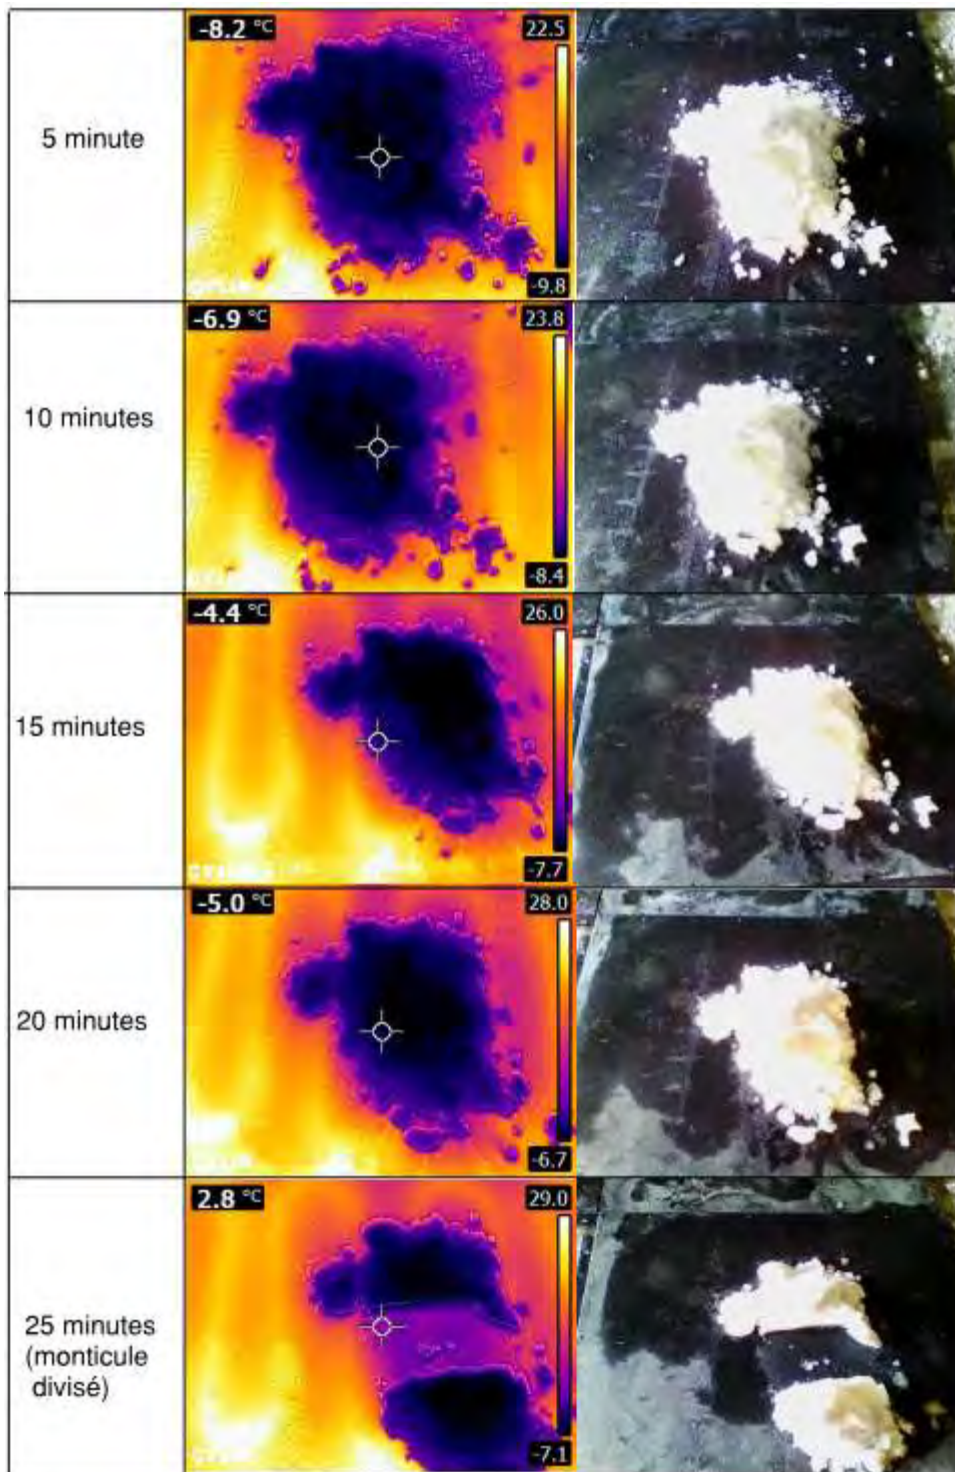 5 minute
-8.2 °C
22.5
-9.8
10 minutes
-6.9 °C
23.8
-8.4
15 minutes
-4.4 °C
26.0
-7.7
20 minutes
-5.0 °C
28.0
-6.7
25 minutes
(monticule
divisé)
2.8 °C
29.0
-7.1